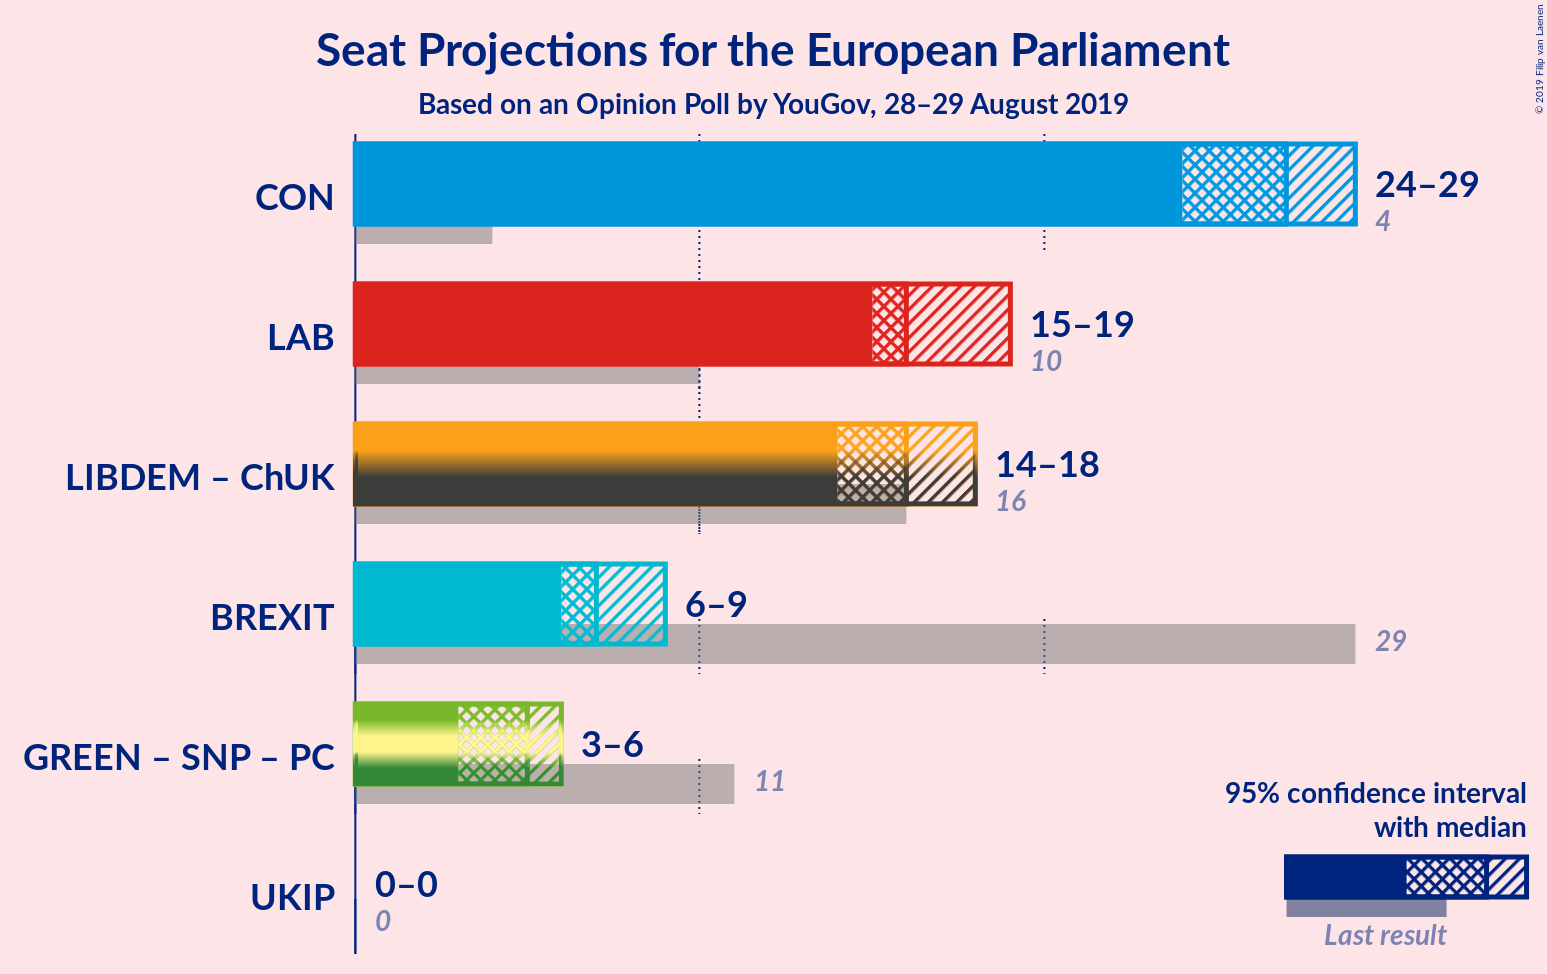 Seat Projections for the European Parliament
Based on an Opinion Poll by YouGov, 28–29 August 2019
© 2019 Filip van Laenen
CON
24–29
4
LAB
15–19
10
LIBDEM – ChUK
14–18
16
BREXIT
6–9
29
GREEN – SNP – PC
3–6
11
UKIP
0–0
0
95% confidence interval
with median
Last result